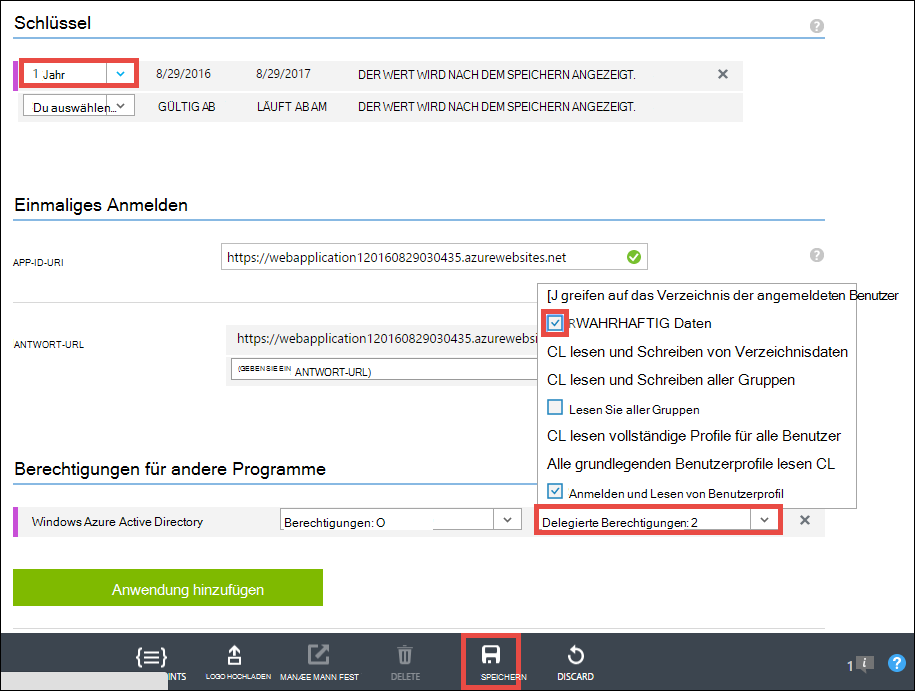 Schlüssel
?
1 Jahr 8/29/2016 8/29/2017 DER WERT WIRD NACH DEM SPEICHERN ANGEZEIGT.
Du auswählen... GÜLTIG AB LÄUFT AB AM DER WERT WIRD NACH DEM SPEICHERN ANGEZEIGT.
Einmaliges Anmelden
APP-ID-URI https://webapplication120160829030435.azurewebsites.net ?
[J greifen auf das Verzeichnis der angemeldeten Benutzer
RWAHRHAFTIG Daten
ANTWORT-URL https://webapplication120160829030435.azurewebsi
CL lesen und Schreiben von Verzeichnisdaten
(GEBEN SIE EIN ANTWORT-URL)
CL lesen und Schreiben aller Gruppen
Lesen Sie aller Gruppen
CL lesen vollständige Profile für alle Benutzer
Alle grundlegenden Benutzerprofile lesen CL
Anmelden und Lesen von Benutzerprofil
Berechtigungen für andere Programme
Windows Azure Active Directory Berechtigungen: O Delegierte Berechtigungen: 2
Anwendung hinzufügen
INTS LOGO HOCHLADEN MANÆE MANN FEST DELETE SPEICHERN DISCARD
1 i ?